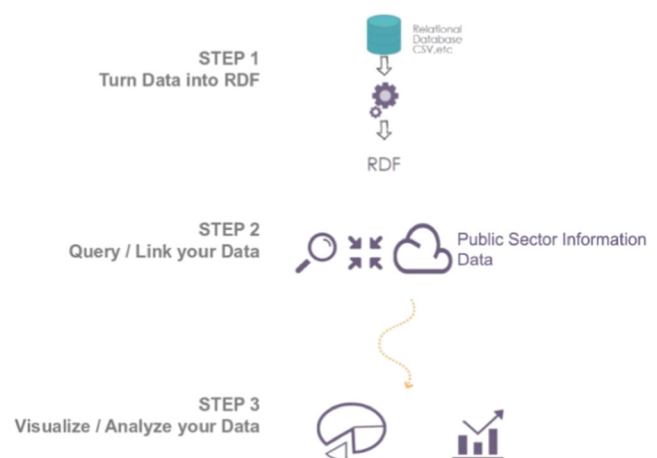 STEP 1
Turn Data into RDF
Relational
Database
CSV,etc
RDF
STEP 2
Query / Link your Data
Public Sector Information
Data
STEP 3
Visualize / Analyze your Data